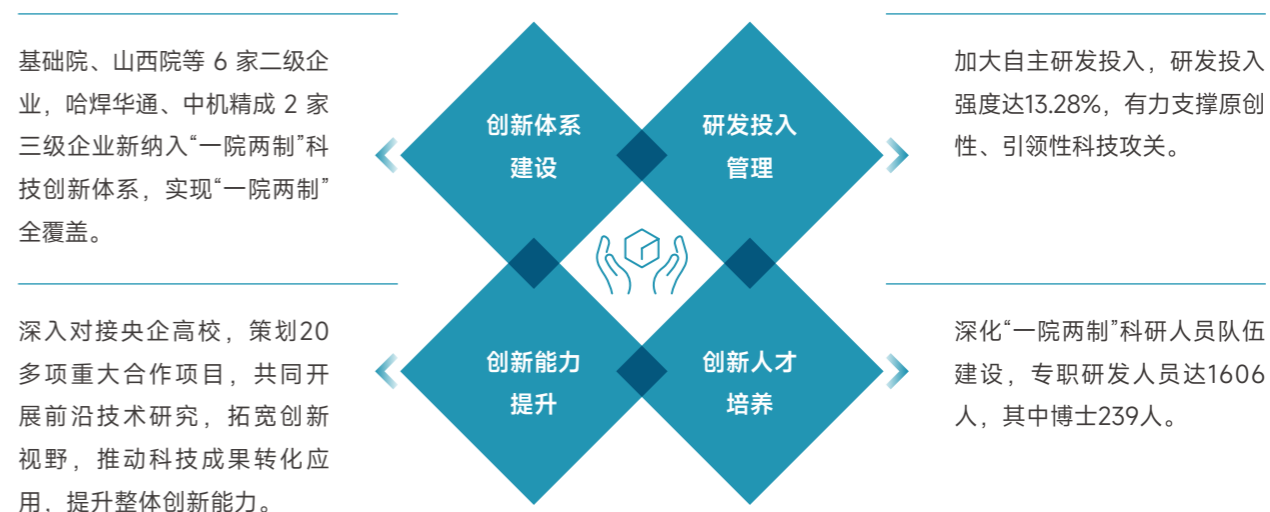 基础院、山西院等 6 家二级企
业，哈焊华通、中机精成 2 家
三级企业新纳入“一院两制”科
技创新体系，实现“一院两制”
全覆盖。
创新体系
建设
研发投入
管理
加大自主研发投入，研发投入
强度达13.28%，有力支撑原创
性、引领性科技攻关。
深入对接央企高校，策划20
多项重大合作项目，共同开
展前沿技术研究，拓宽创新
视野，推动科技成果转化应
用，提升整体创新能力。
创新能力
提升
创新人才
培养
深化“一院两制”科研人员队伍
建设，专职研发人员达1606
人，其中博士239人。